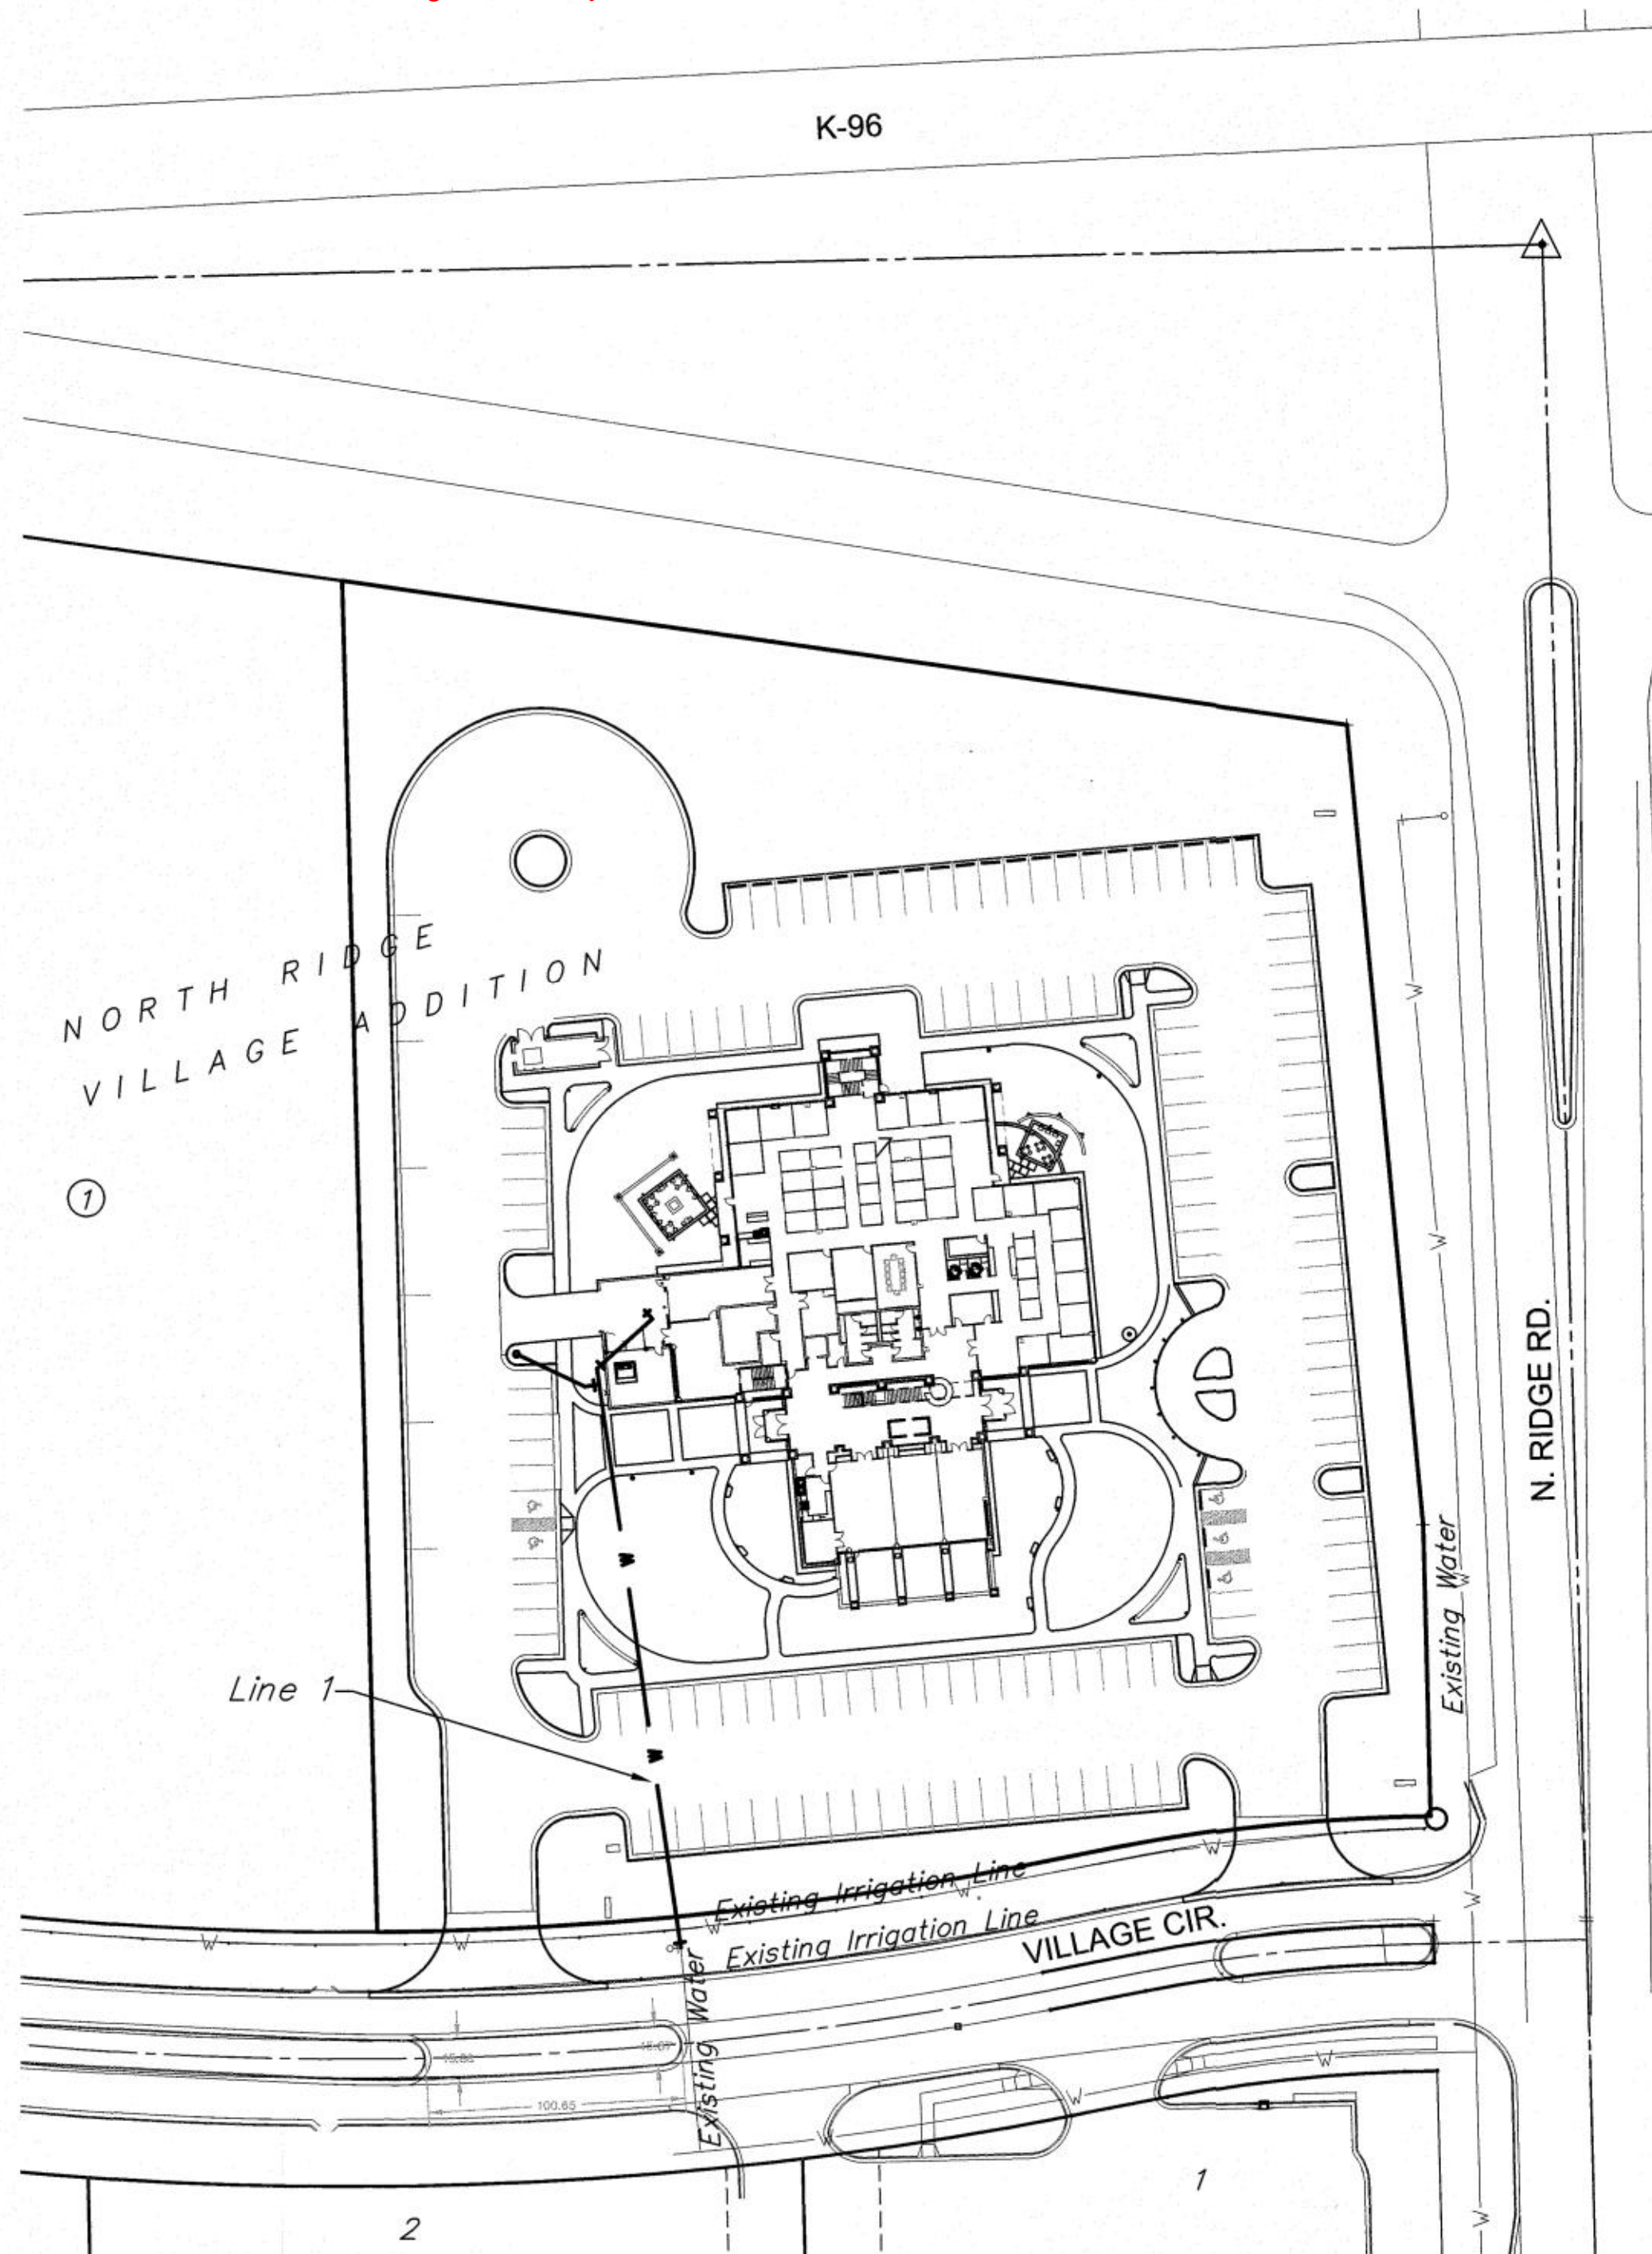 K-96
NORTH RIDGE
VILLAGE ADDITION
1
N. RIDGE RD.
W
W
Existing Water
W
Line 1
W
W
Existing Irrigation Line
Existing Irrigation Line
VILLAGE CIR.
W
W
W
W
W
W
Existing Water
100.65
W
W
W
W
1
2